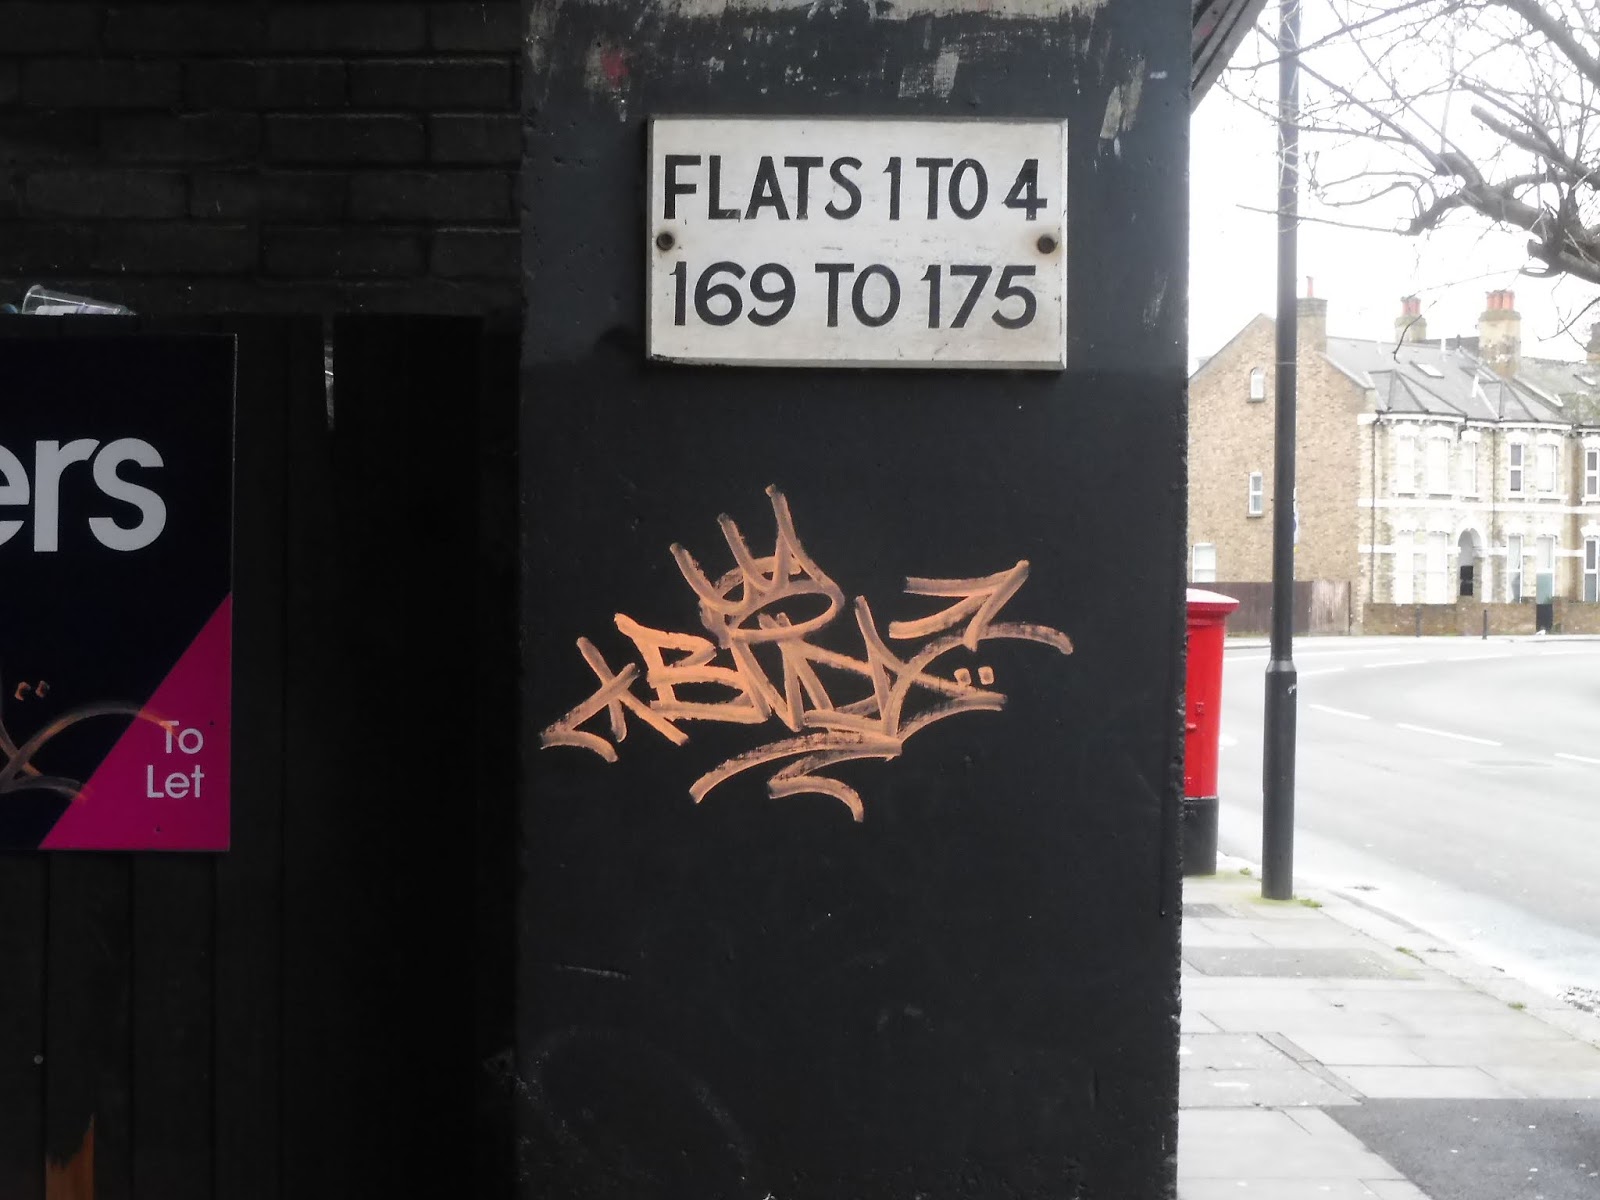 FLATS 1 TO 4
169 TO 175
ers
To
Let